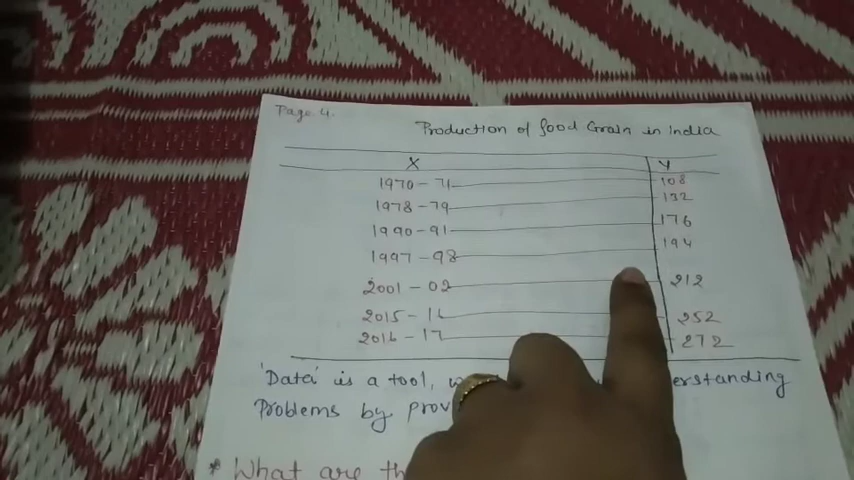 Page. 4.
Production of food Grain in India
X Y
1970 - 71 108
1978 - 79 132
1990 - 91 176
1997 - 98 194
2001 - 02 212
2015 - 16 252
2016 - 17 272
'Data' is a tool, erstanding
Problems by prov
* What are th